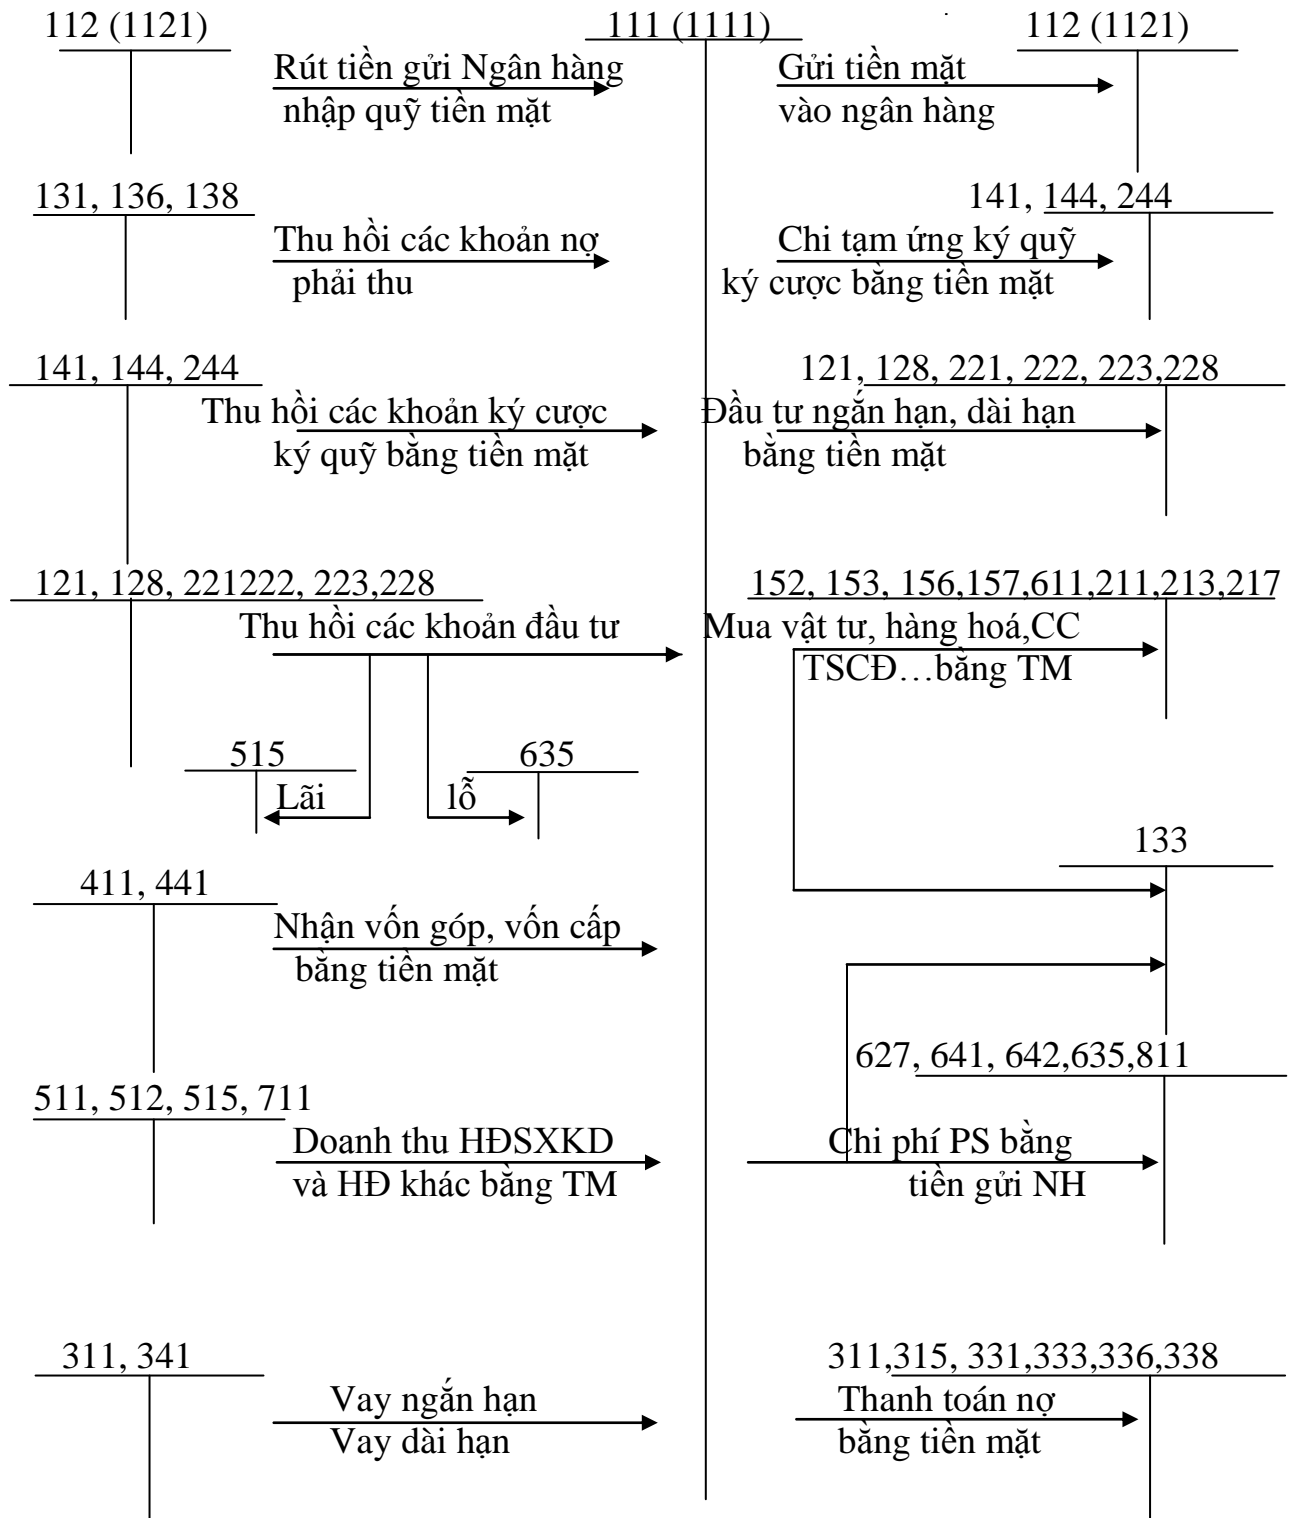 112 (1121)
111 (1111)
112 (1121)
Rút tiền gửi Ngân hàng
nhập quỹ tiền mặt
Gửi tiền mặt
vào ngân hàng
131, 136, 138
141, 144, 244
Thu hồi các khoản nợ
phải thu
Chi tạm ứng ký quỹ
ký cược bằng tiền mặt
141, 144, 244
121, 128, 221, 222, 223,228
Thu hồi các khoản ký cược
ký quỹ bằng tiền mặt
Đầu tư ngắn hạn, dài hạn
bằng tiền mặt
121, 128, 221222, 223,228
152, 153, 156,157,611,211,213,217
Thu hồi các khoản đầu tư
Mua vật tư, hàng hoá,CC
TSCĐ…bằng TM
515
635
Lãi
lỗ
133
411, 441
Nhận vốn góp, vốn cấp
bằng tiền mặt
627, 641, 642,635,811
511, 512, 515, 711
Doanh thu HĐSXKD
và HĐ khác bằng TM
Chi phí PS bằng
tiền gửi NH
311, 341
311,315, 331,333,336,338
Vay ngắn hạn
Vay dài hạn
Thanh toán nợ
bằng tiền mặt